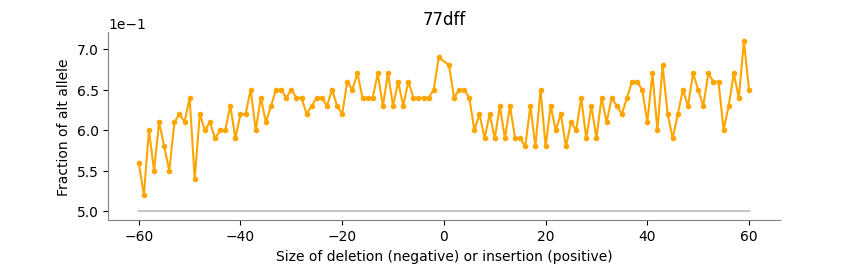 77dff
1e−1
7.0
6.5
6.0
5.5
5.0
Fraction of alt allele
−60 −40 −20 0 20 40 60
Size of deletion (negative) or insertion (positive)